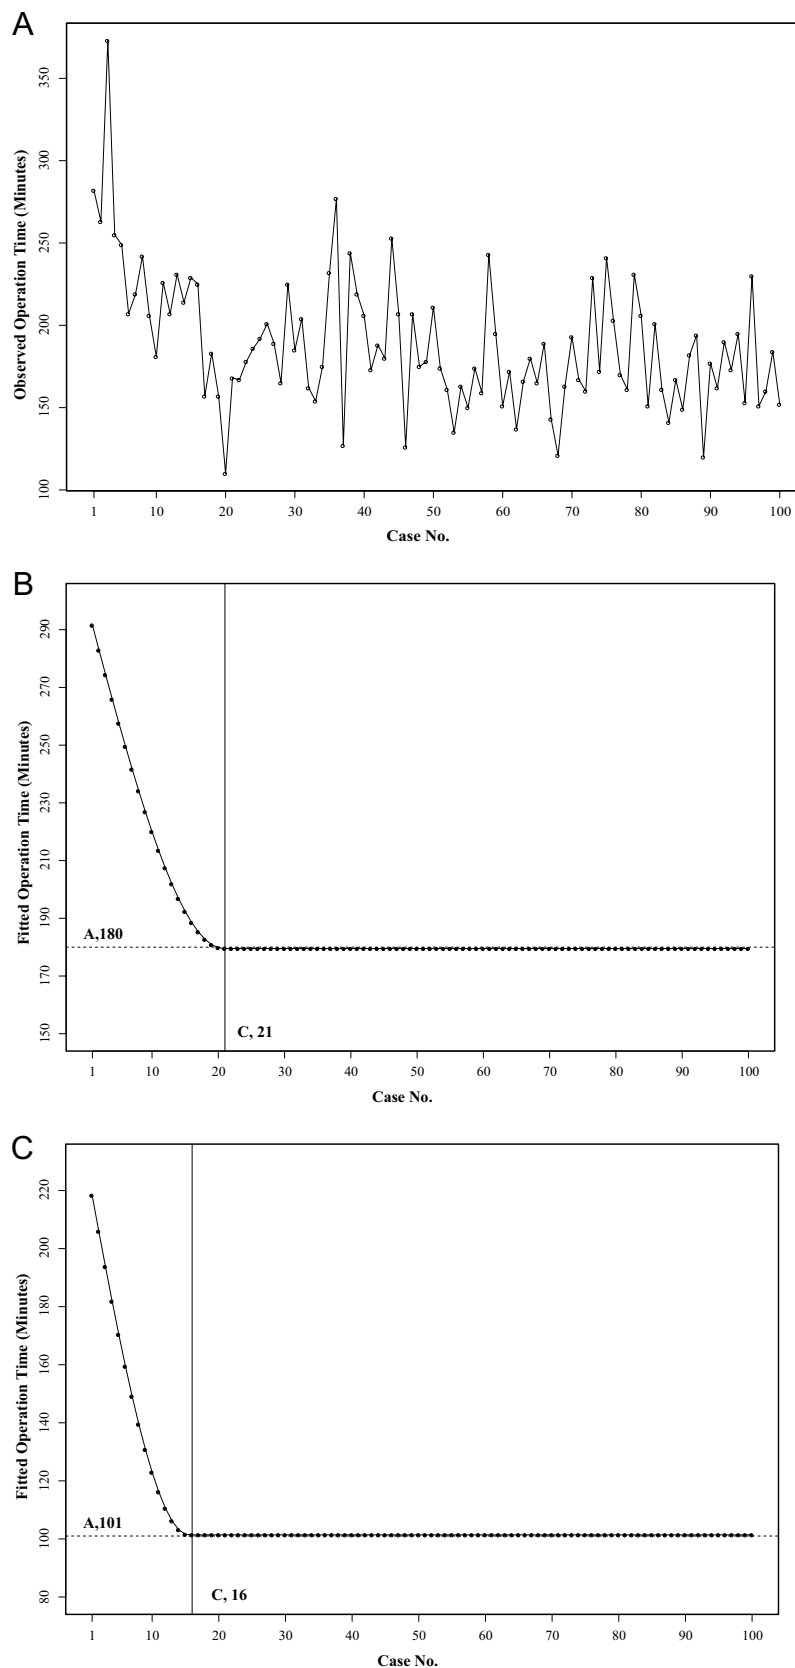 A
Observed Operation Time (Minutes)
350
300
250
200
150
100
1 10 20 30 40 50 60 70 80 90 100
Case No.
B
Fitted Operation Time (Minutes)
290
270
250
230
210
190
170
150
A,180
C, 21
1 10 20 30 40 50 60 70 80 90 100
Case No.
C
Fitted Operation Time (Minutes)
220
200
180
160
140
120
100
80
A,101
C, 16
1 10 20 30 40 50 60 70 80 90 100
Case No.